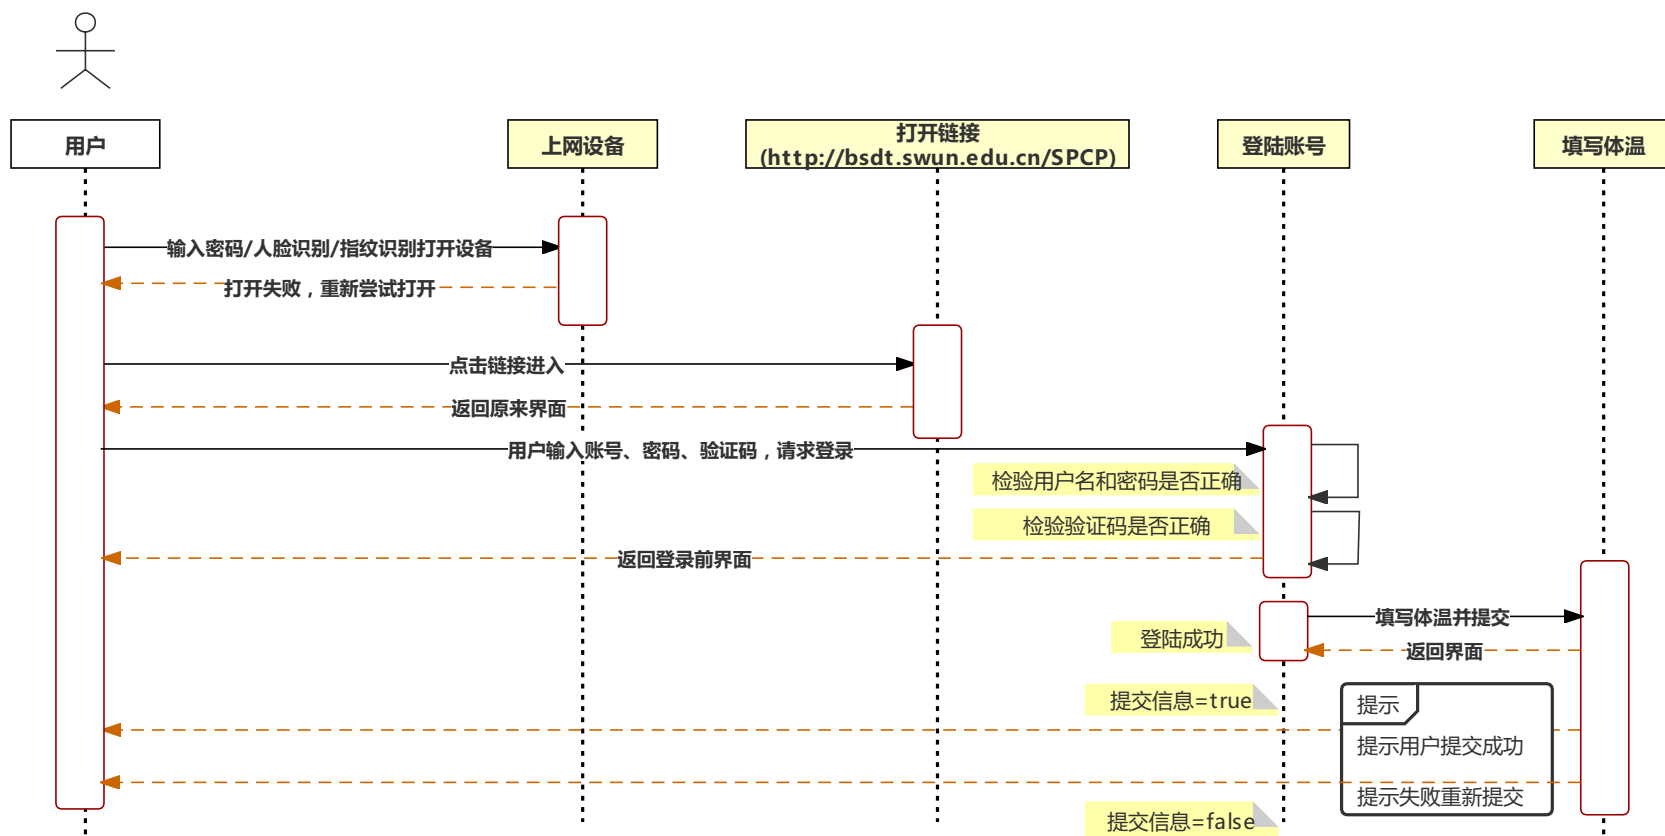 用户
上网设备
打开链接
(http://bsdt.swun.edu.cn/SPCP)
登陆账号
填写体温
输入密码/人脸识别/指纹识别打开设备
打开失败，重新尝试打开
点击链接进入
返回原来界面
用户输入账号、密码、验证码，请求登录
检验用户名和密码是否正确
检验验证码是否正确
返回登录前界面
填写体温并提交
登陆成功
返回界面
提交信息=true
提示
提示用户提交成功
提示失败重新提交
提交信息=false